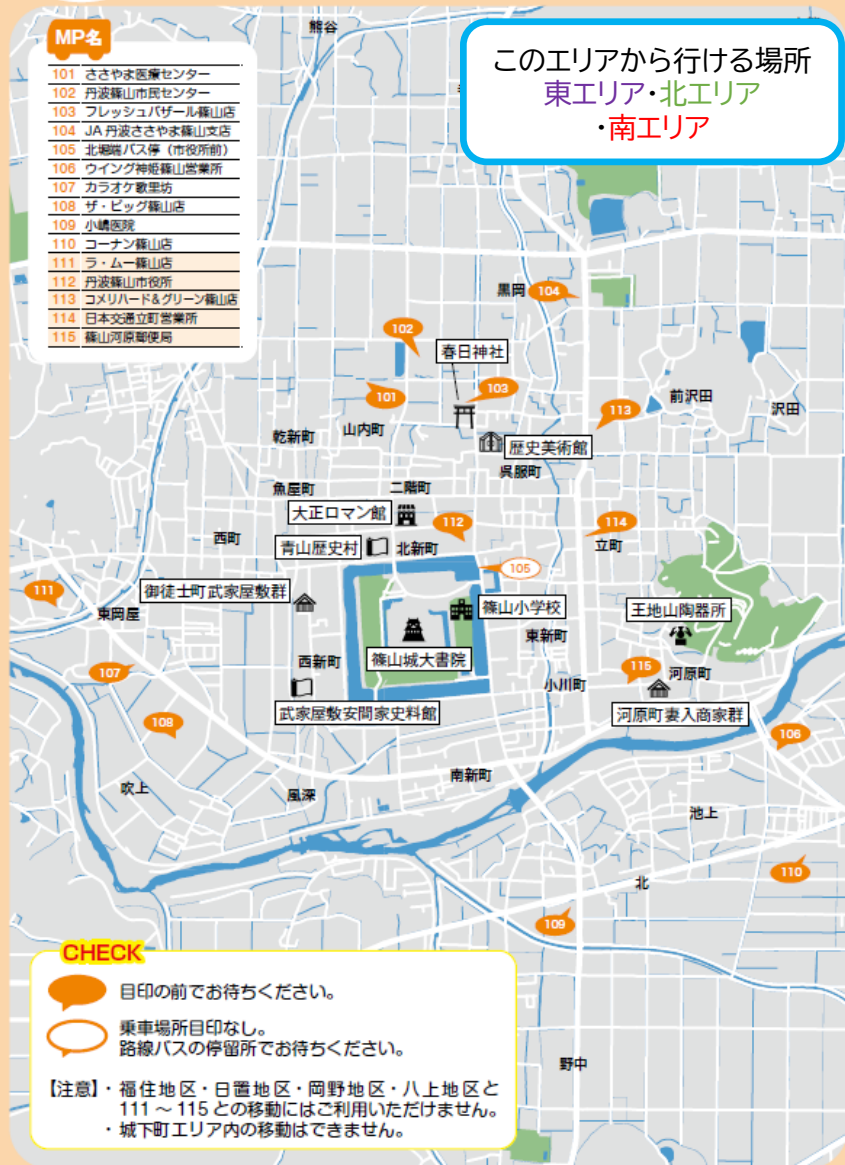 MP名
101 ささやま医療センター
102 丹波篠山市民センター
103 フレッシュバザール篠山店
104 JA 丹波ささやま篠山支店
105 北堀端バス停（市役所前）
106 ウイング神姫篠山営業所
107 カラオケ歌里坊
108 ザ・ビッグ篠山店
109 小嶋医院
110 コーナン篠山店
111 ラ・ムー篠山店
112 丹波篠山市役所
113 コメリハード&グリーン篠山店
114 日本交通立町営業所
115 篠山河原郵便局
このエリアから行ける場所
東エリア・北エリア
・南エリア
熊谷
黒岡
104
102
春日神社
103
101
前沢田
沢田
113
山内町
乾新町
歴史美術館
呉服町
魚屋町
二階町
大正ロマン館
112
114
西町
立町
青山歴史村
北新町
105
111
御徒士町武家屋敷群
東岡屋
篠山小学校
王地山陶器所
東新町
西新町
篠山城大書院
107
115
河原町
小川町
武家屋敷安間家史料館
河原町妻入商家群
108
106
南新町
吹上
風深
池上
110
北
109
野中
CHECK
目印の前でお待ちください。
乗車場所目印なし。
路線バスの停留所でお待ちください。
【注意】・福住地区・日置地区・岡野地区・八上地区と
111 ～ 115 との移動にはご利用いただけません。
・城下町エリア内の移動はできません。